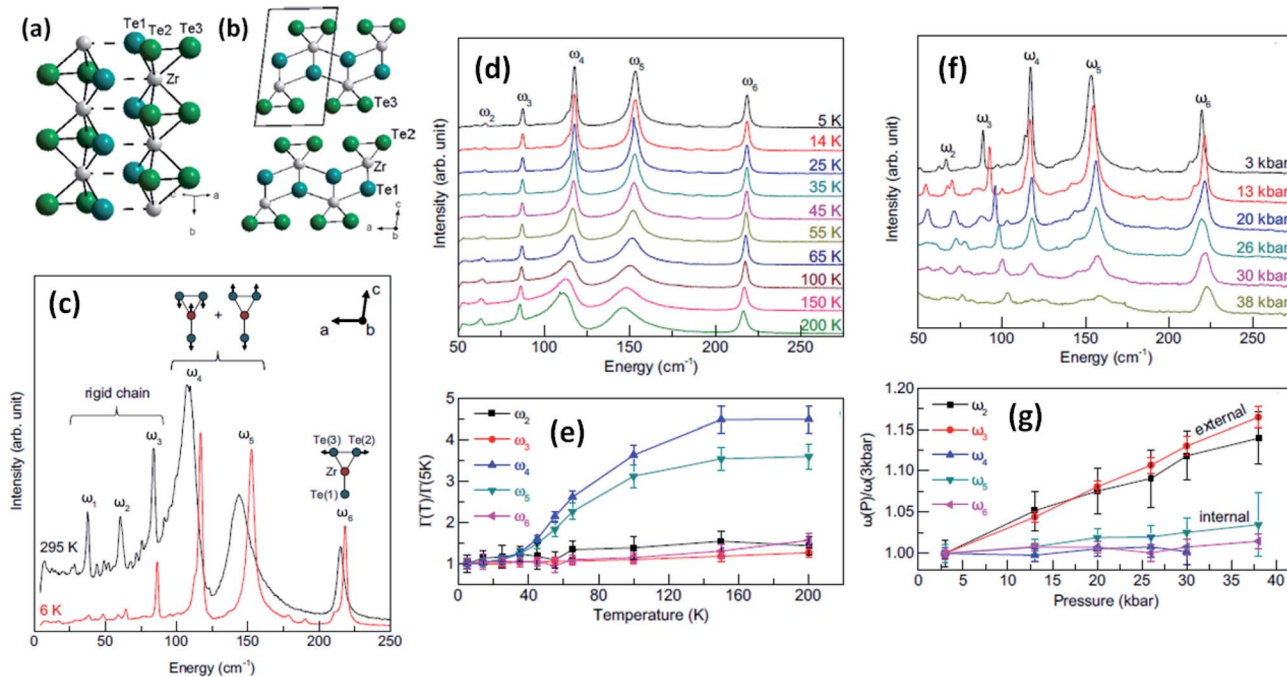 (a)
Te1
Te2
Te3
Zr
a
b
(b)
Te3
Te2
Zr
Te1
a
b
c
(c)
c
a
b
+
rigid chain
ω1
ω2
ω3
ω4
ω5
ω6
Te(3)
Te(2)
Zr
Te(1)
295 K
6 K
Intensity (arb. unit)
0
50
100
150
200
250
Energy (cm-1)
(d)
ω2
ω3
ω4
ω5
ω6
5 K
14 K
25 K
35 K
45 K
55 K
65 K
100 K
150 K
200 K
Intensity (arb. unit)
50
100
150
200
250
Energy (cm-1)
(e)
ω2
ω3
ω4
ω5
ω6
Γ(T)/Γ(5K)
5
4
3
2
1
0
40
80
120
160
200
Temperature (K)
(f)
ω2
ω3
ω4
ω5
ω6
3 kbar
13 kbar
20 kbar
26 kbar
30 kbar
38 kbar
Intensity (arb. unit)
50
100
150
200
250
Energy (cm-1)
(g)
ω2
ω3
ω4
ω5
ω6
external
internal
ω(P)/ω(3kbar)
1.20
1.15
1.10
1.05
1.00
0
5
10
15
20
25
30
35
40
Pressure (kbar)